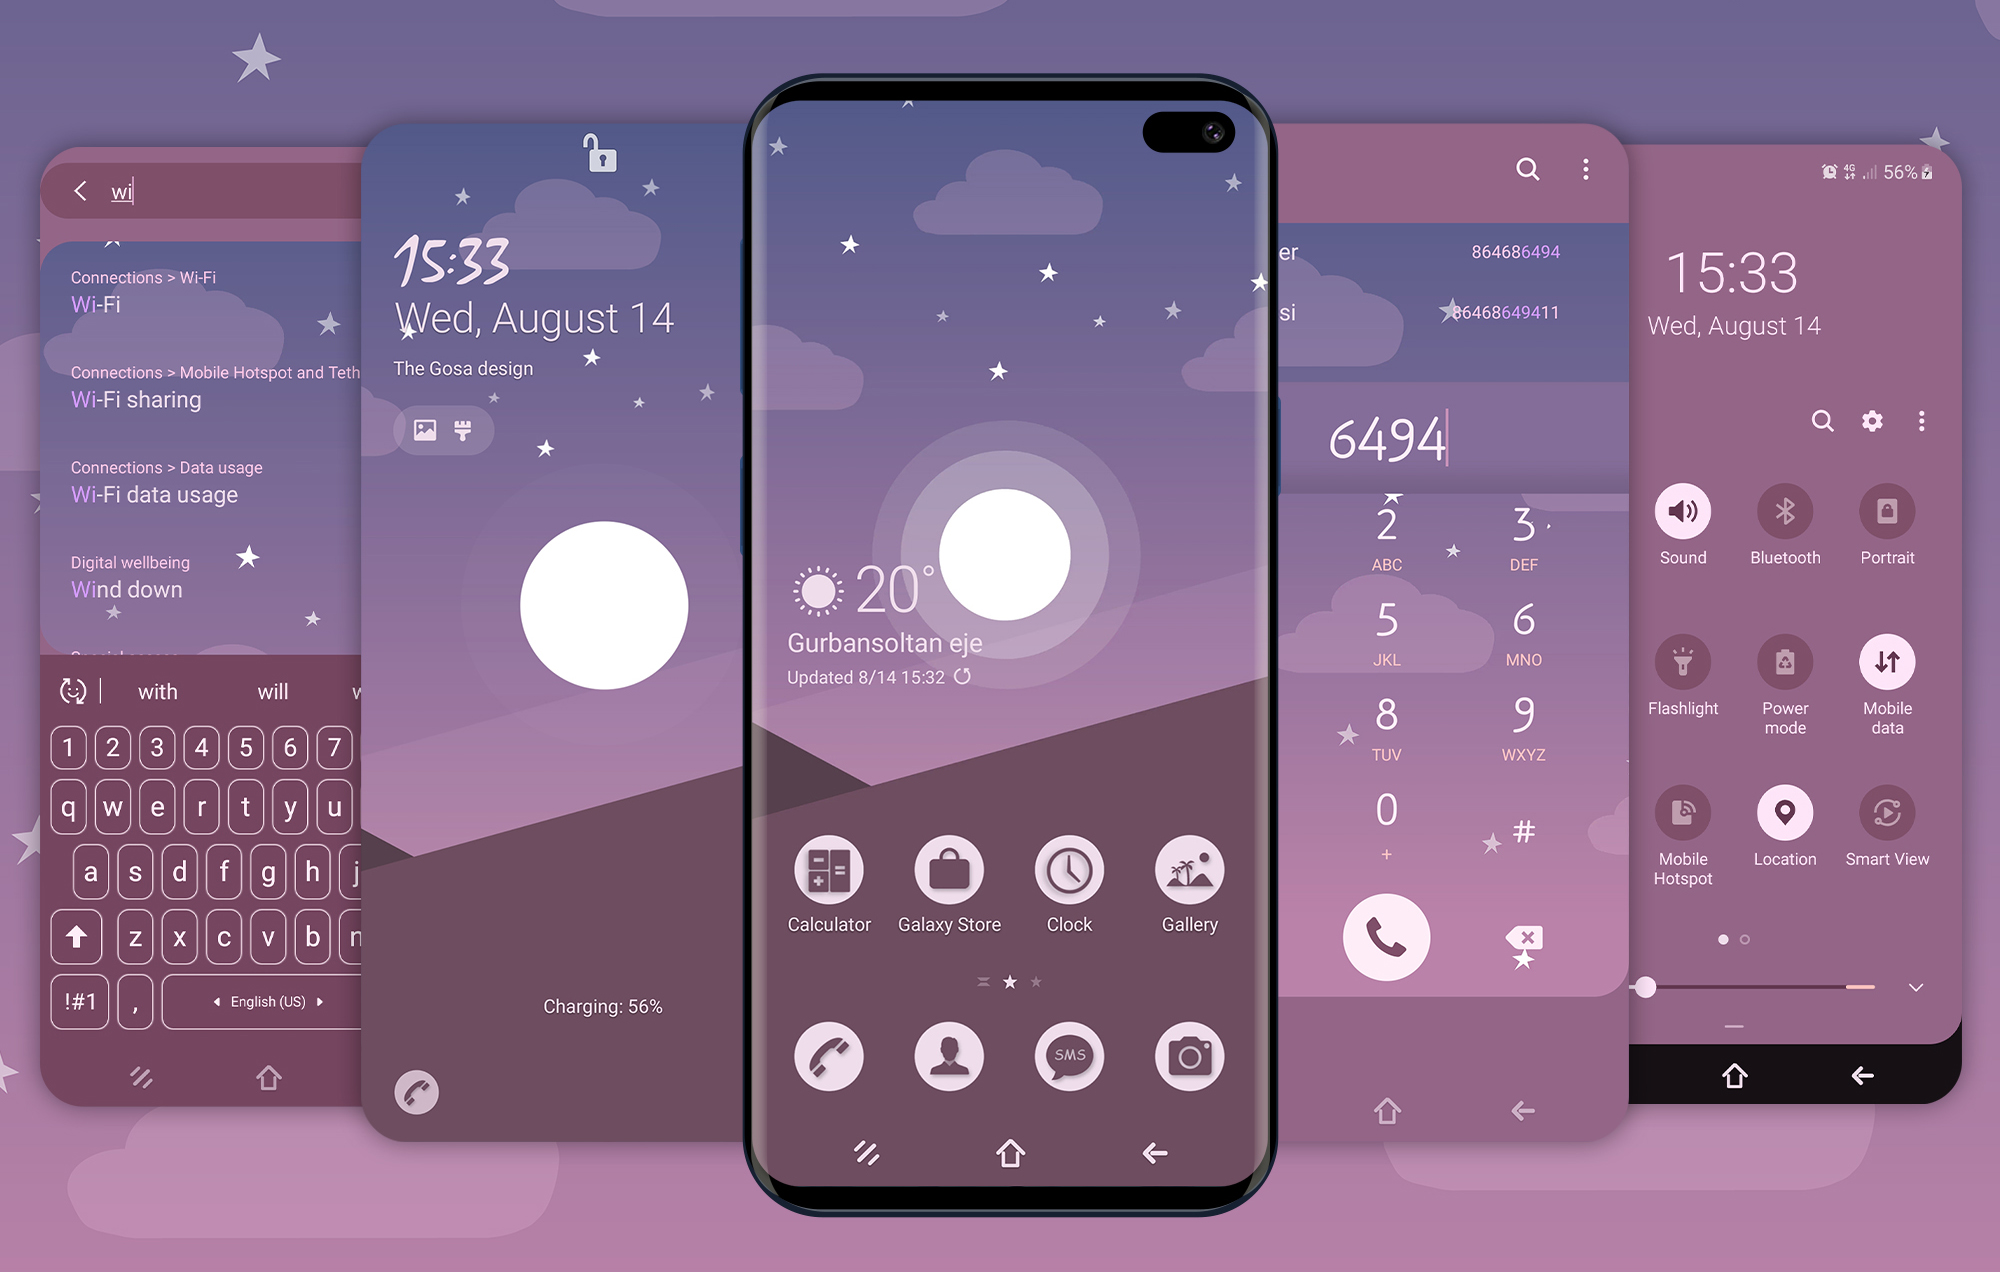 wi
Connections > Wi-Fi
Wi-Fi
Connections > Mobile Hotspot and Teth
Wi-Fi sharing
Connections > Data usage
Wi-Fi data usage
Digital wellbeing
Wind down
with will w
1 2 3 4 5 6 7
q w e r t y u
a s d f g h j
z x c v b n
!#1 , English (US)
15:33
Wed, August 14
The Gosa design
Charging: 56%
20°
Gurbansoltan eje
Updated 8/14 15:32
Calculator Galaxy Store Clock Gallery
SMS
er 864686494
si 86468649411
6494
2 3
ABC DEF
5 6
JKL MNO
8 9
TUV WXYZ
0 #
+
4G 56%
15:33
Wed, August 14
Sound Bluetooth Portrait
Flashlight Power mode Mobile data
Mobile Hotspot Location Smart View